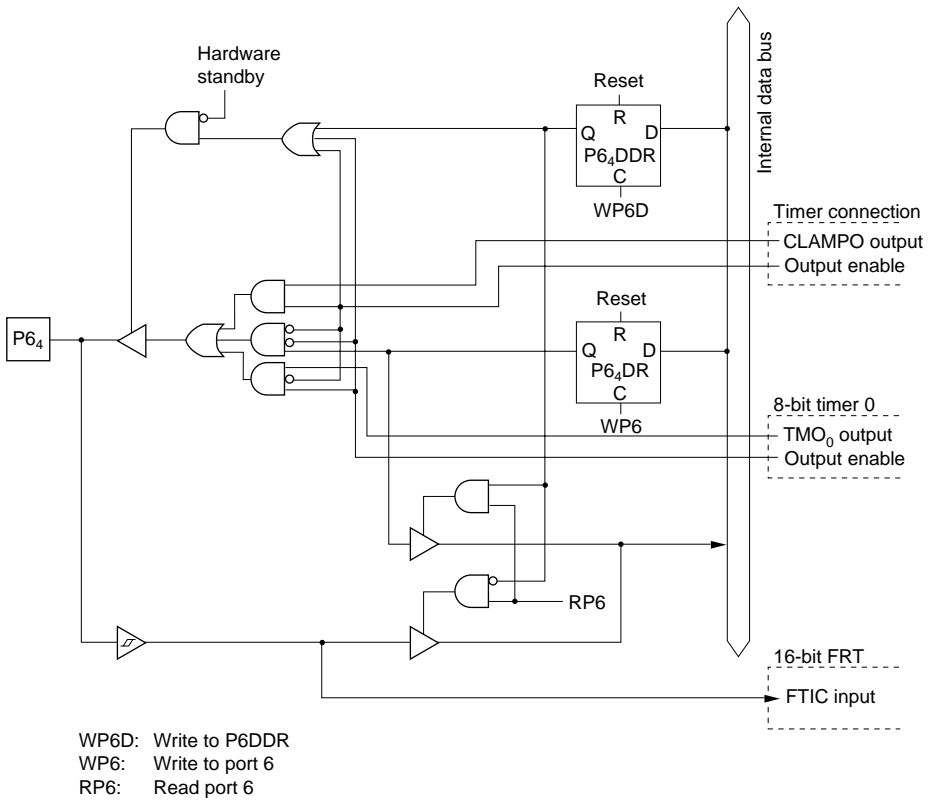 Hardware
standby
Reset
R
Q D
P6₄DDR
C
WP6D
Internal data bus
Timer connection
CLAMPO output
Output enable
Reset
R
Q D
P6₄DR
C
WP6
P6₄
8-bit timer 0
TMO₀ output
Output enable
RP6
16-bit FRT
FTIC input
WP6D: Write to P6DDR
WP6: Write to port 6
RP6: Read port 6